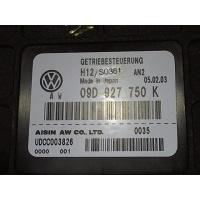 GETRIEBESTEUERUNG
H12/S0361 AN2
Made in Japan 05.02.03
A W 09D 927 750 K
AISIN AW CO., LTD. 0035
UDCC003826
0000 001